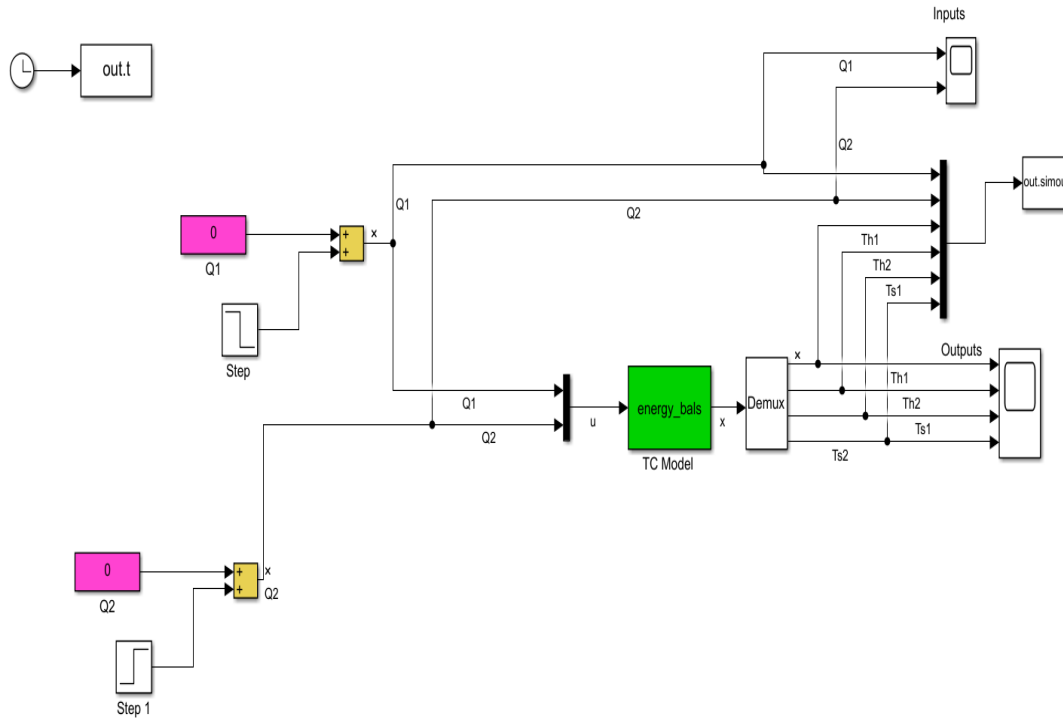 Inputs
out.t
Q1
Q2
out.simou
Q1
Q2
0
+
+
x
Q1
Th1
Th2
Ts1
Step
x
Outputs
Q1
Q2
u
energy_bals
x
TC Model
Demux
Th1
Th2
Ts1
Ts2
0
+
+
x
Q2
Q2
Step 1